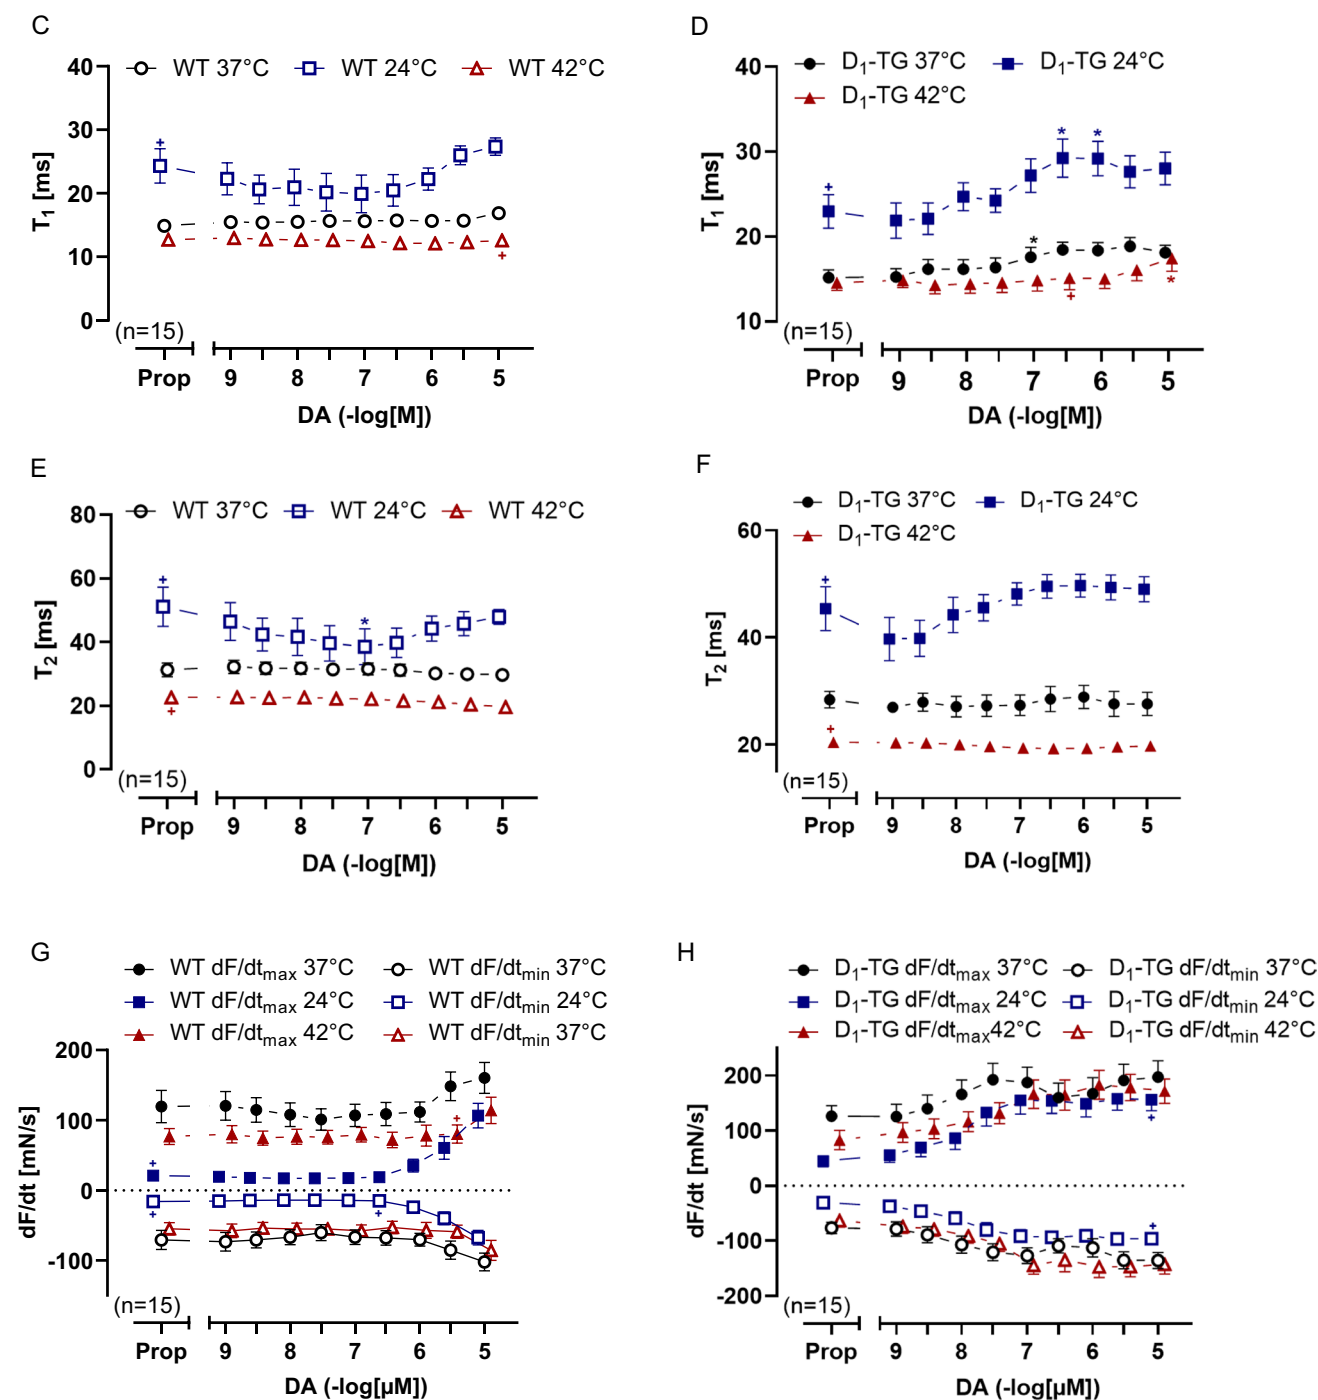 C
WT 37°C WT 24°C WT 42°C
40
30
20
10
0
T1 [ms]
+
+
(n=15)
Prop 9 8 7 6 5
DA (-log[M])
D
D1-TG 37°C D1-TG 24°C
D1-TG 42°C
40
30
20
10
T1 [ms]
+
*
*
*
+
*
(n=15)
Prop 9 8 7 6 5
DA (-log[M])
E
WT 37°C WT 24°C WT 42°C
80
60
40
20
0
T2 [ms]
+
*
+
(n=15)
Prop 9 8 7 6 5
DA (-log[M])
F
D1-TG 37°C D1-TG 24°C
D1-TG 42°C
60
40
20
T2 [ms]
+
+
(n=15)
Prop 9 8 7 6 5
DA (-log[M])
G
WT dF/dtmax 37°C WT dF/dtmin 37°C
WT dF/dtmax 24°C WT dF/dtmin 24°C
WT dF/dtmax 42°C WT dF/dtmin 37°C
200
100
0
-100
dF/dt [mN/s]
+
+
+
+
(n=15)
Prop 9 8 7 6 5
DA (-log[µM])
H
D1-TG dF/dtmax 37°C D1-TG dF/dtmin 37°C
D1-TG dF/dtmax 24°C D1-TG dF/dtmin 24°C
D1-TG dF/dtmax42°C D1-TG dF/dtmin 42°C
200
100
0
-100
-200
dF/dt [mN/s]
+
+
(n=15)
Prop 9 8 7 6 5
DA (-log[µM])